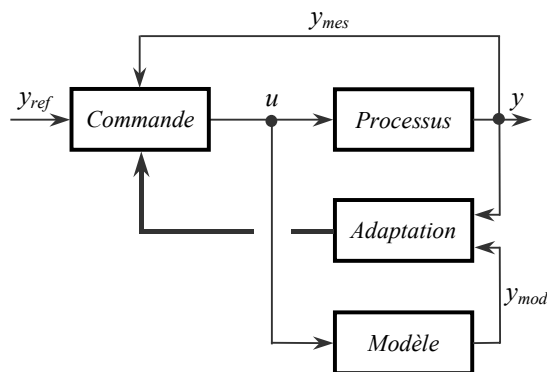 y_mes
y_ref
Commande
u
Processus
y
Adaptation
y_mod
Modèle